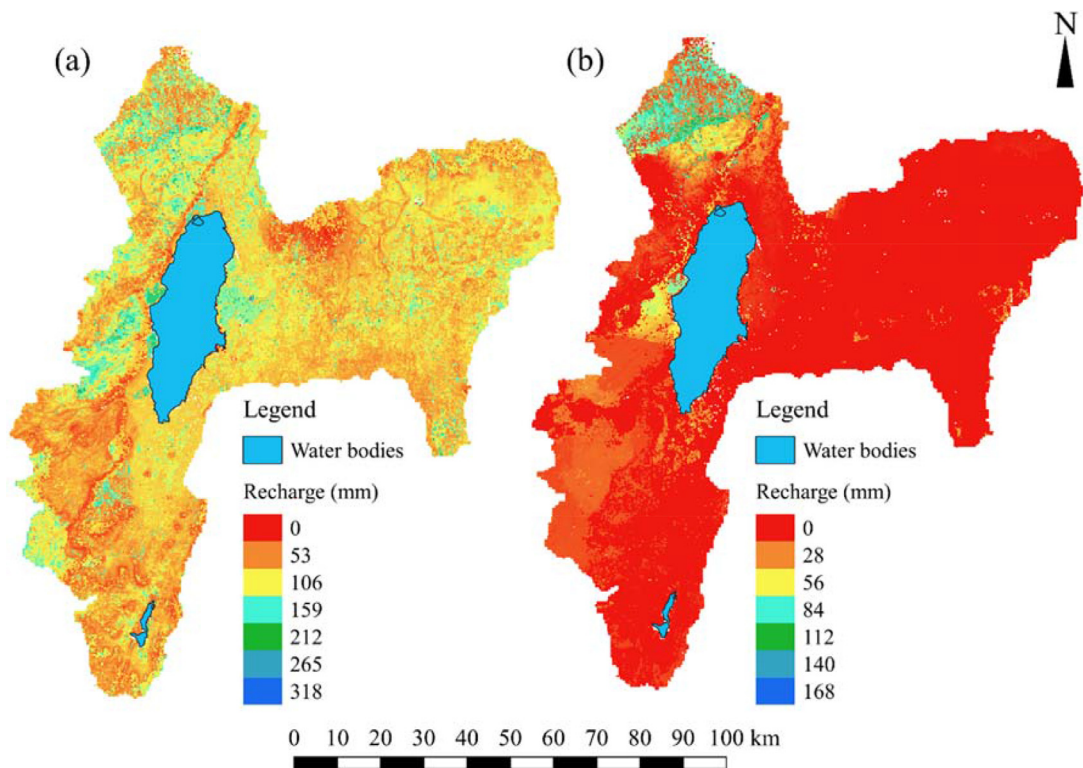 N
(a)
(b)
Legend
Water bodies
Recharge (mm)
0
53
106
159
212
265
318
Legend
Water bodies
Recharge (mm)
0
28
56
84
112
140
168
0 10 20 30 40 50 60 70 80 90 100 km